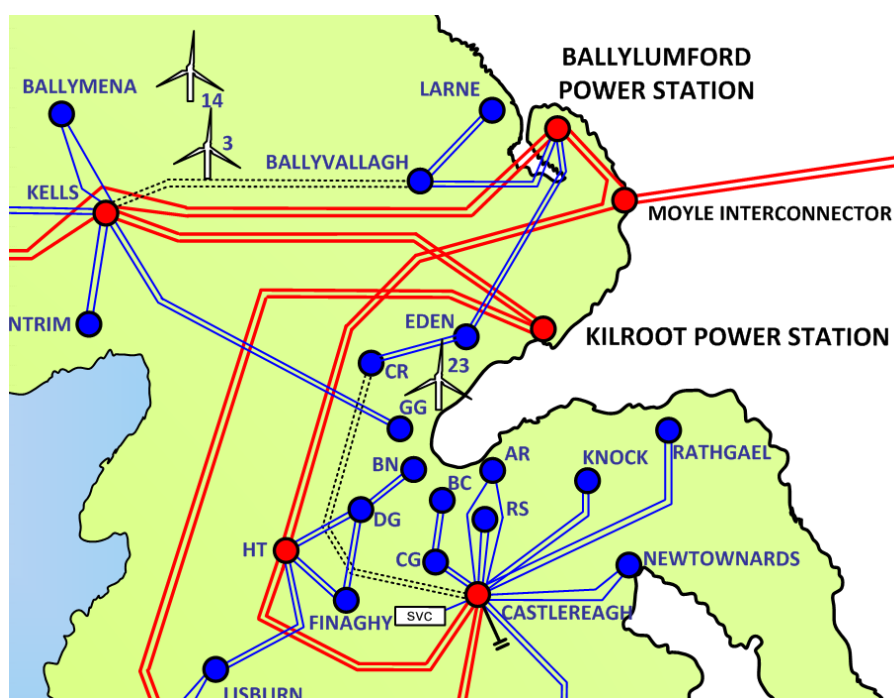 BALLYLUMFORD
POWER STATION
BALLYMENA
LARNE
14
3
BALLYVALLAGH
KELLS
MOYLE INTERCONNECTOR
NTRIM
EDEN
KILROOT POWER STATION
CR
23
GG
AR
BN
BC
KNOCK
RATHGAEL
DG
RS
HT
CG
NEWTOWNARDS
FINAGHY
SVC
CASTLEREAGH
LISBURN